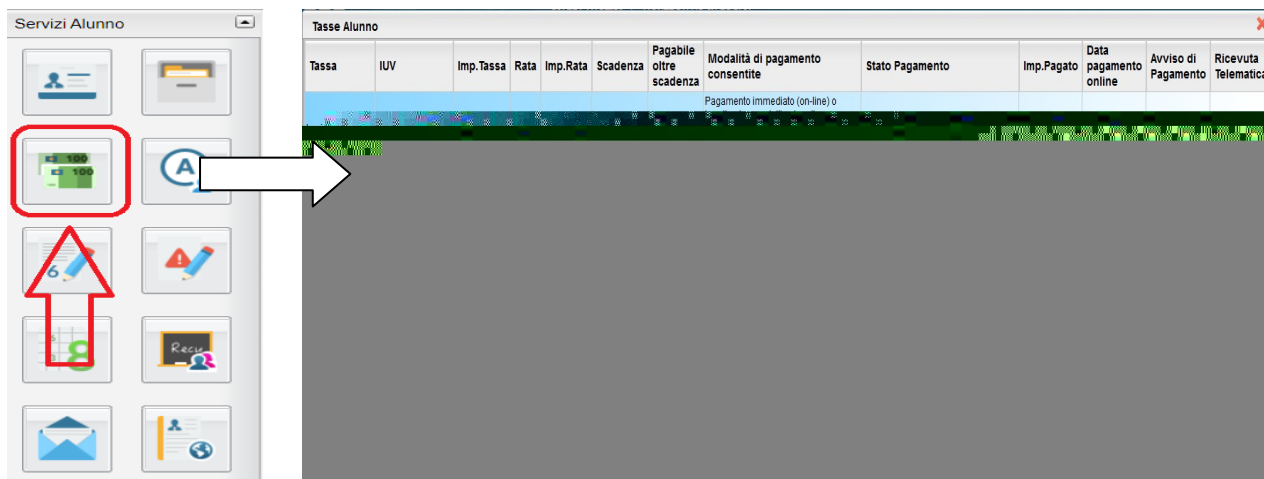 Servizi Alunno
100
100
A
6
8
Recu
Tasse Alunno
Tassa IUV Imp.Tassa Rata Imp.Rata Scadenza Pagabile oltre scadenza Modalità di pagamento consentite Stato Pagamento Imp.Pagato Data pagamento online Avviso di Pagamento Ricevuta Telematica
Pagamento immediato (on-line) o